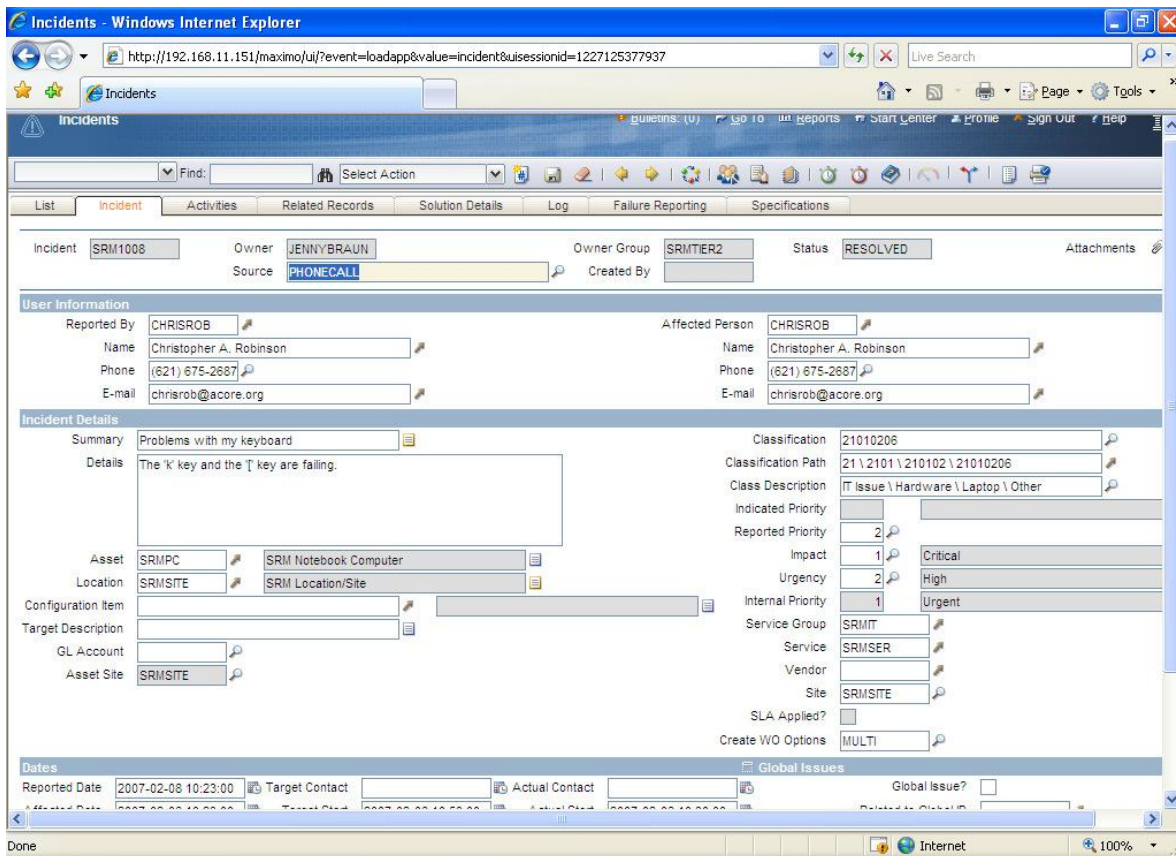 Incidents - Windows Internet Explorer
http://192.168.11.151/maximo/ui/?event=loadapp&value=incident&uisessionid=1227125377937 Live Search
Incidents Page Tools
Incidents Bulletins: (0) Go To Reports Start Center Profile Sign Out ? Help
Find: Select Action
List Incident Activities Related Records Solution Details Log Failure Reporting Specifications
Incident SRM1008 Owner JENNYBRAUN Owner Group SRMTIER2 Status RESOLVED Attachments
Source PHONECALL Created By
User Information
Reported By CHRISROB Affected Person CHRISROB
Name Christopher A. Robinson Name Christopher A. Robinson
Phone (621) 675-2687 Phone (621) 675-2687
E-mail chrisrob@acore.org E-mail chrisrob@acore.org
Incident Details
Summary Problems with my keyboard Classification 21010206
Details The 'k' key and the '[' key are failing. Classification Path 21 \ 2101 \ 210102 \ 21010206
Class Description IT Issue \ Hardware \ Laptop \ Other
Indicated Priority
Reported Priority 2
Asset SRMPC SRM Notebook Computer Impact 1 Critical
Location SRMSITE SRM Location/Site Urgency 2 High
Configuration Item Internal Priority 1 Urgent
Target Description Service Group SRMIT
GL Account Service SRMSER
Asset Site SRMSITE Vendor
Site SRMSITE
SLA Applied?
Create WO Options MULTI
Dates Global Issues
Reported Date 2007-02-08 10:23:00 Target Contact Actual Contact Global Issue?
Done Internet 100%